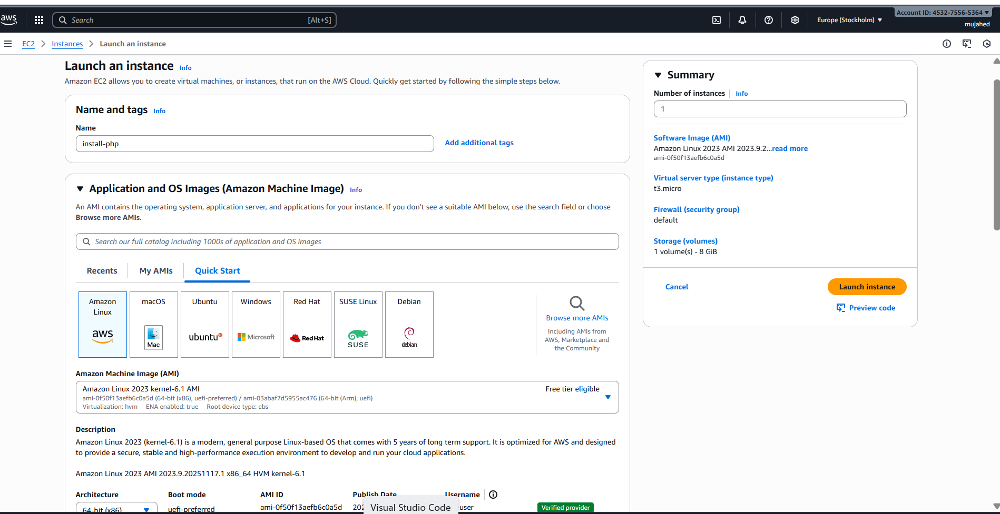 aws
Search
[Alt+S]
Europe (Stockholm)
Account ID: 4532-7556-5364
mujahed
EC2
Instances
Launch an instance
Launch an instance Info
Amazon EC2 allows you to create virtual machines, or instances, that run on the AWS Cloud. Quickly get started by following the simple steps below.
Name and tags Info
Name
install-php
Add additional tags
Application and OS Images (Amazon Machine Image) Info
An AMI contains the operating system, application server, and applications for your instance. If you don't see a suitable AMI below, use the search field or choose
Browse more AMIs.
Search our full catalog including 1000s of application and OS images
Recents
My AMIs
Quick Start
Amazon
Linux
aws
macOS
Mac
Ubuntu
ubuntu
Windows
Microsoft
Red Hat
Red Hat
SUSE Linux
SUSE
Debian
debian
Browse more AMIs
Including AMIs from
AWS, Marketplace and
the Community
Amazon Machine Image (AMI)
Amazon Linux 2023 kernel-6.1 AMI
Free tier eligible
ami-0f50f13aefb6c0a5d (64-bit (x86), uefi-preferred) / ami-03abaf7d5955ac476 (64-bit (Arm), uefi)
Virtualization: hvm ENA enabled: true Root device type: ebs
Description
Amazon Linux 2023 (kernel-6.1) is a modern, general purpose Linux-based OS that comes with 5 years of long term support. It is optimized for AWS and designed
to provide a secure, stable and high-performance execution environment to develop and run your cloud applications.
Amazon Linux 2023 AMI 2023.9.20251117.1 x86_64 HVM kernel-6.1
Architecture
Boot mode
AMI ID
Publish Date
Username
64-bit (x86)
uefi-preferred
ami-0f50f13aefb6c0a5d
202
-user
Verified provider
Visual Studio Code
Summary
Number of instances
Info
1
Software Image (AMI)
Amazon Linux 2023 AMI 2023.9.2...read more
ami-0f50f13aefb6c0a5d
Virtual server type (instance type)
t3.micro
Firewall (security group)
default
Storage (volumes)
1 volume(s) - 8 GiB
Cancel
Launch instance
Preview code